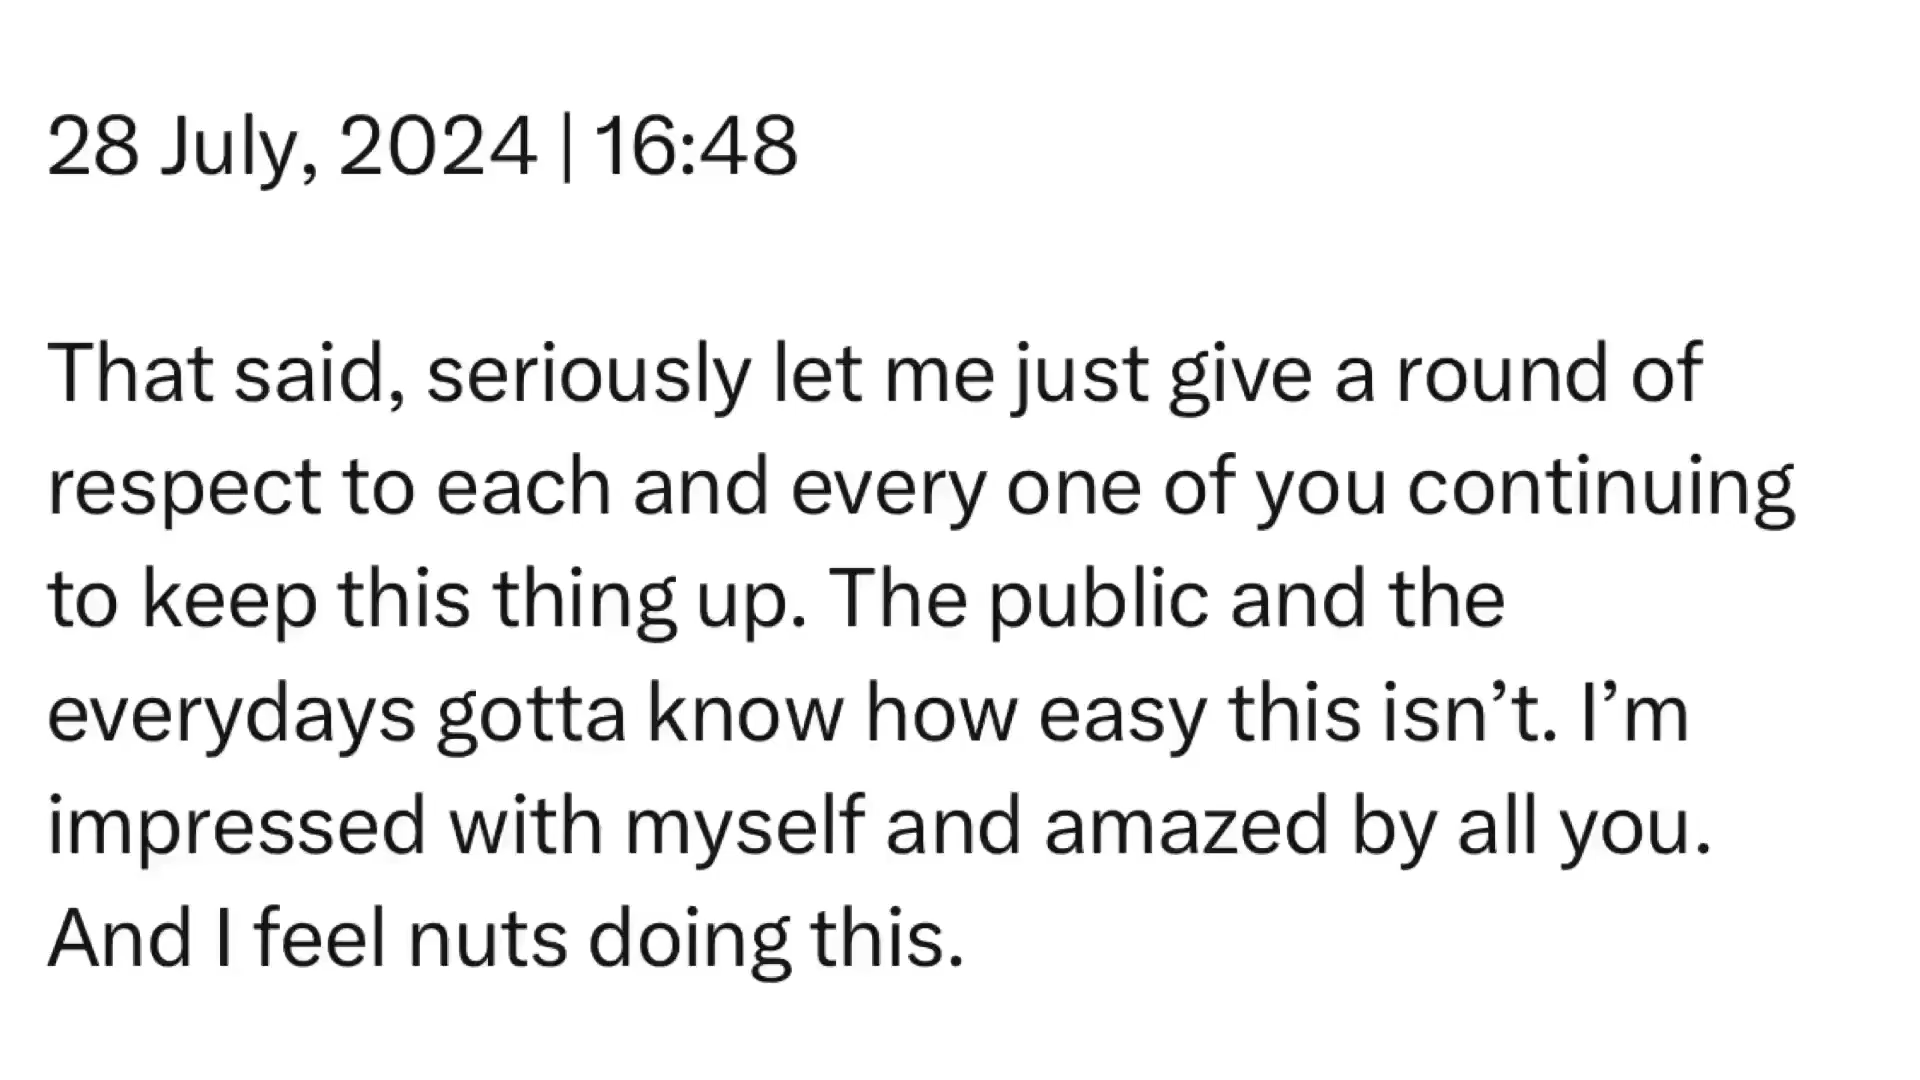 28 July, 2024 | 16:48
That said, seriously let me just give a round of
respect to each and every one of you continuing
to keep this thing up. The public and the
everydays gotta know how easy this isn’t. I’m
impressed with myself and amazed by all you.
And I feel nuts doing this.